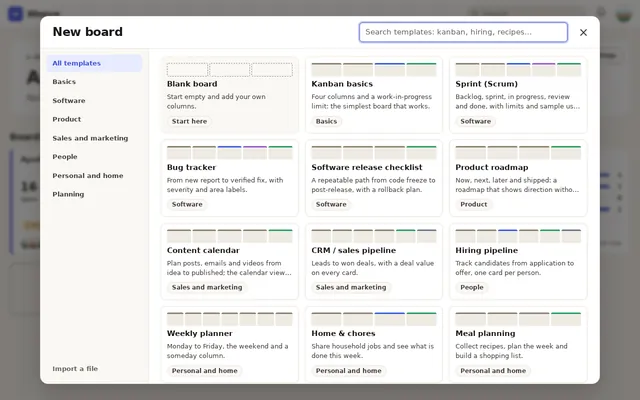 New board
Search templates: kanban, hiring, recipes...
All templates
Basics
Software
Product
Sales and marketing
People
Personal and home
Planning
Import a file
Blank board
Start empty and add your own
columns.
Start here
Kanban basics
Four columns and a work-in-progress
limit: the simplest board that works.
Basics
Sprint (Scrum)
Backlog, sprint, in progress, review
and done, with limits and sample us...
Software
Bug tracker
From new report to verified fix, with
severity and area labels.
Software
Software release checklist
A repeatable path from code freeze to
post-release, with a rollback plan.
Software
Product roadmap
Now, next, later and shipped: a
roadmap that shows direction witho...
Product
Content calendar
Plan posts, emails and videos from
idea to published; the calendar view...
Sales and marketing
CRM / sales pipeline
Leads to won deals, with a deal value
on every card.
Sales and marketing
Hiring pipeline
Track candidates from application to
offer, one card per person.
People
Weekly planner
Monday to Friday, the weekend and a
someday column.
Personal and home
Home & chores
Share household jobs and see what is
done this week.
Personal and home
Meal planning
Collect recipes, plan the week and
build a shopping list.
Personal and home